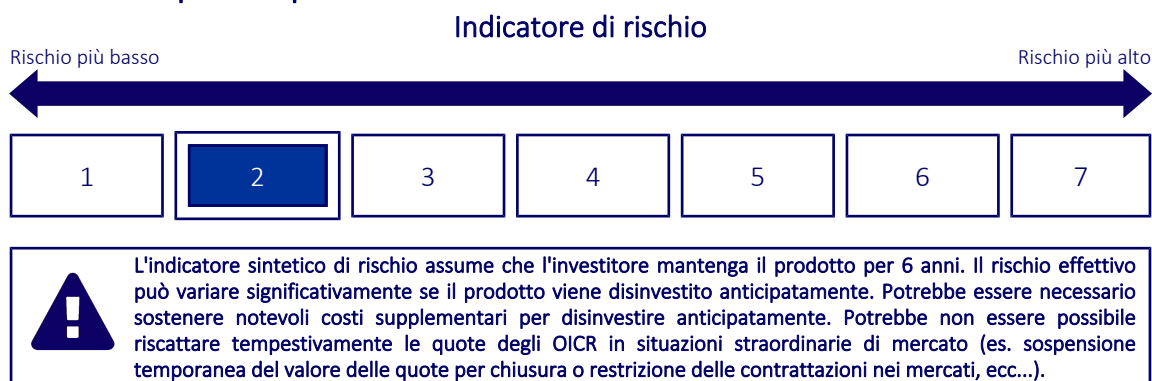 Indicatore di rischio
Rischio più basso Rischio più alto
1 2 3 4 5 6 7
L'indicatore sintetico di rischio assume che l'investitore mantenga il prodotto per 6 anni. Il rischio effettivo
può variare significativamente se il prodotto viene disinvestito anticipatamente. Potrebbe essere necessario
sostenere notevoli costi supplementari per disinvestire anticipatamente. Potrebbe non essere possibile
riscattare tempestivamente le quote degli OICR in situazioni straordinarie di mercato (es. sospensione
temporanea del valore delle quote per chiusura o restrizione delle contrattazioni nei mercati, ecc...).